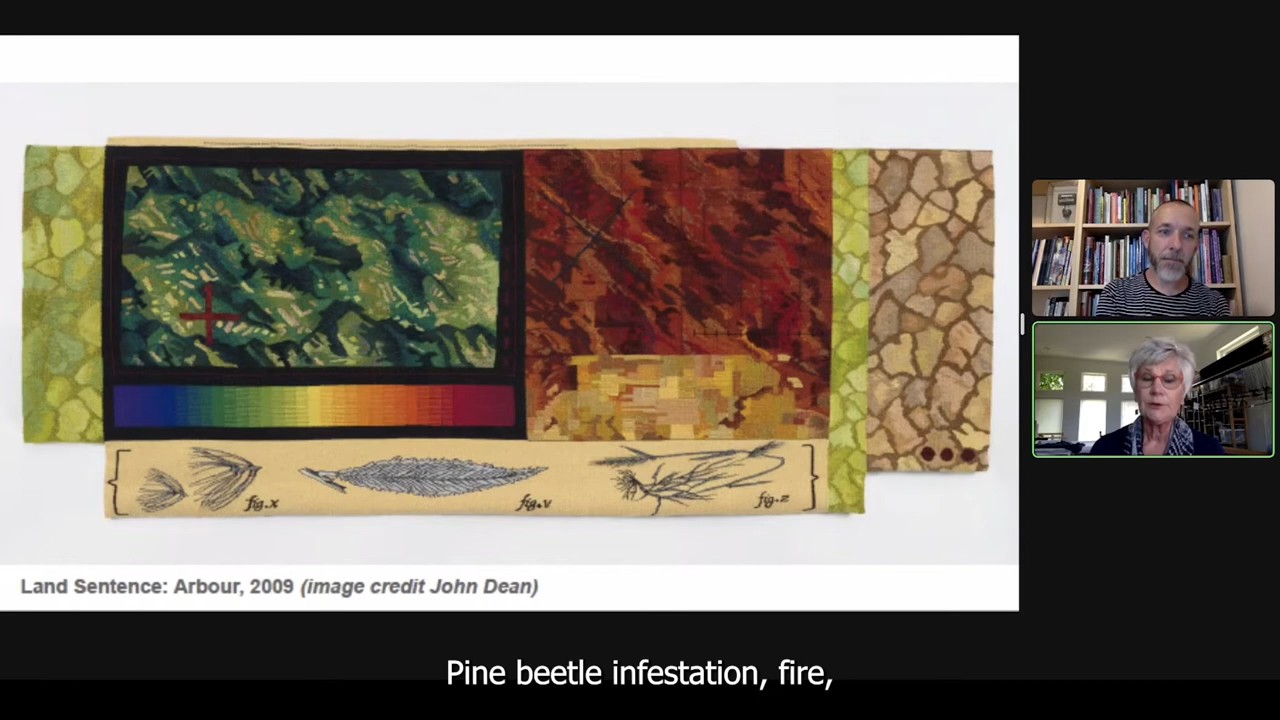 fig.x
fig.v
fig.z
Land Sentence: Arbour, 2009 (image credit John Dean)
Pine beetle infestation, fire,